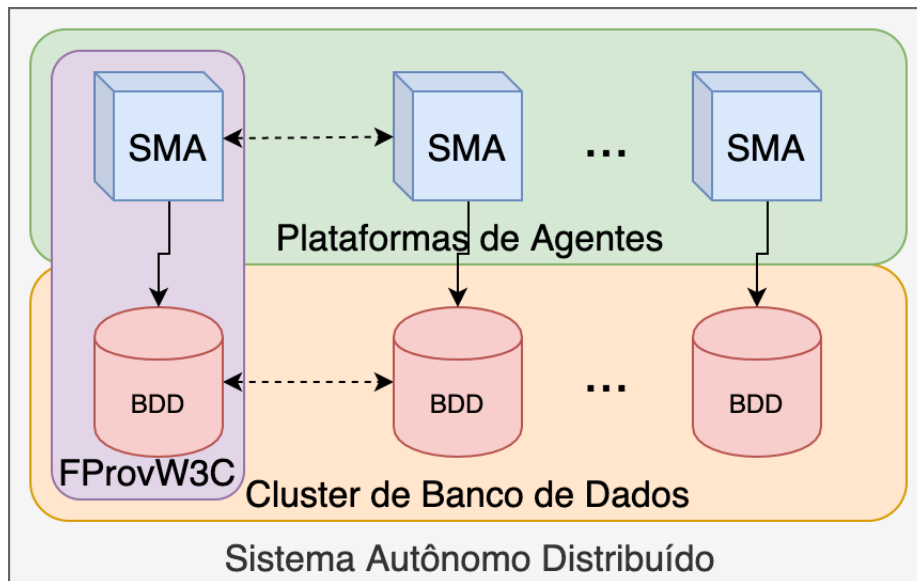 SMA
SMA
...
SMA
Plataformas de Agentes
BDD
BDD
...
BDD
FProvW3C
Cluster de Banco de Dados
Sistema Autônomo Distribuído